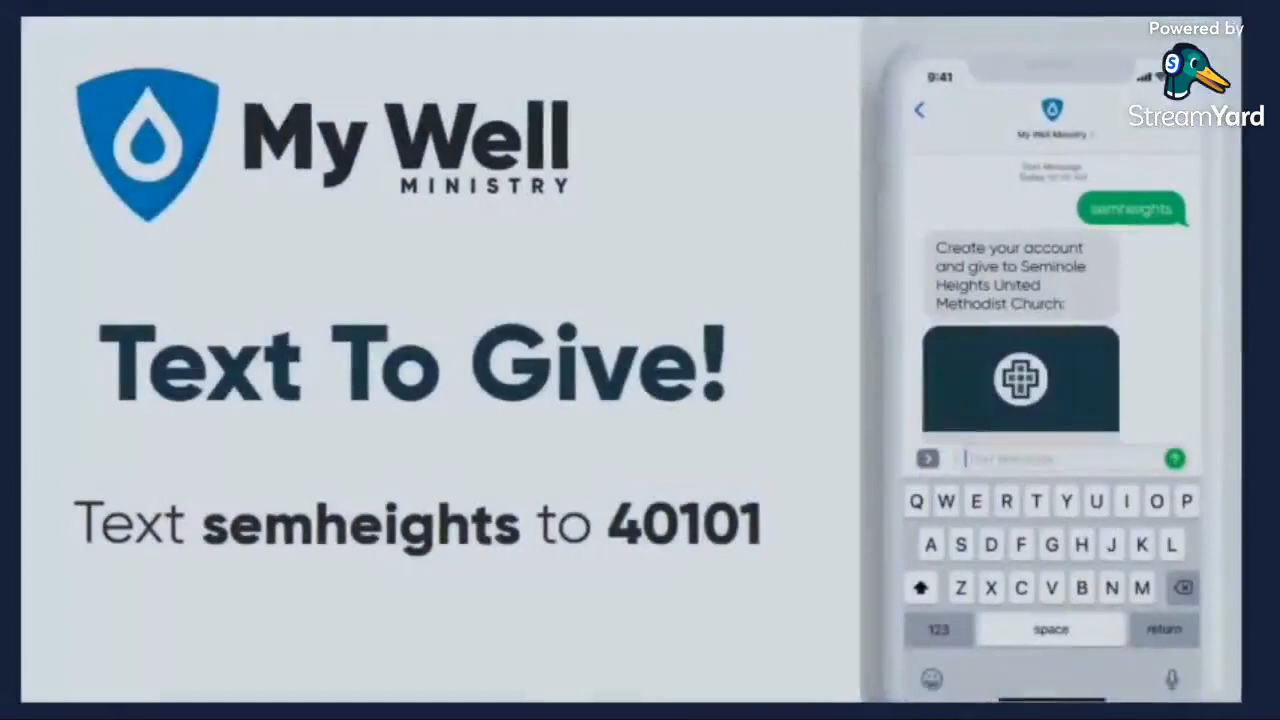 My Well
MINISTRY
Text To Give!
Text semheights to 40101
Powered by
StreamYard
9:41
My Well Ministry
semheights
Create your account
and give to Seminole
Heights United
Methodist Church:
Q W E R T Y U I O P
A S D F G H J K L
Z X C V B N M
123 space return